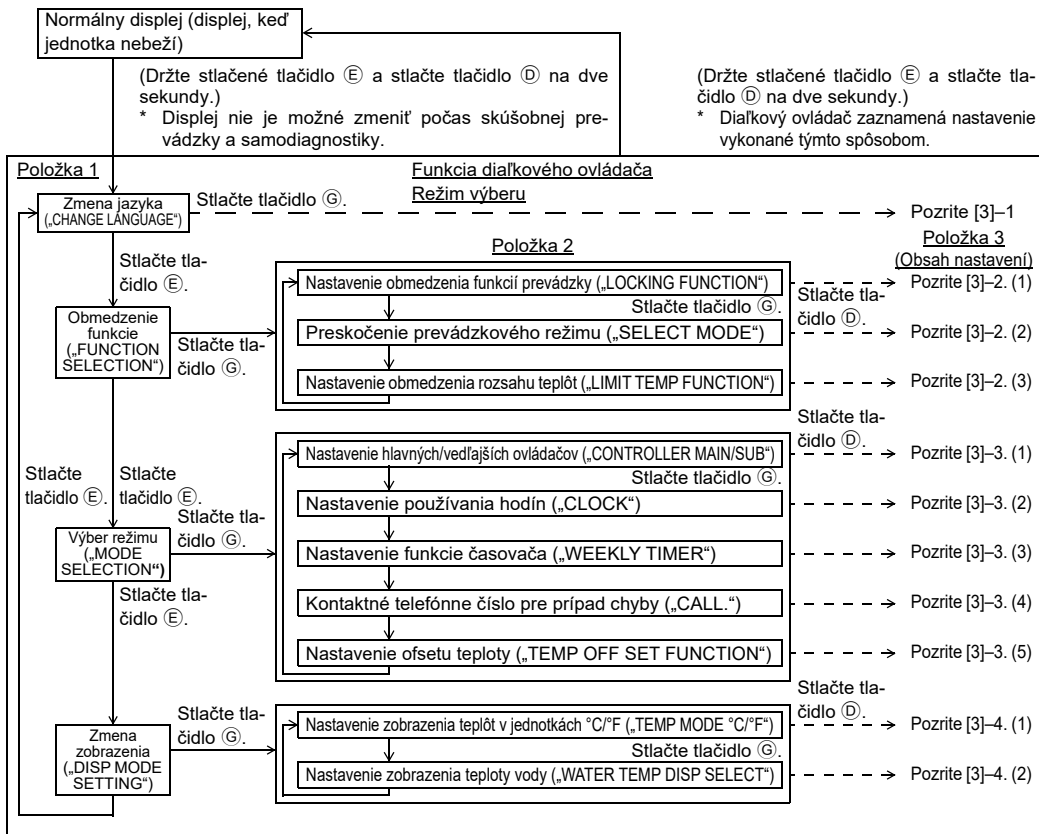 Normálny displej (displej, keď
jednotka nebeží)
(Držte stlačené tlačidlo Ⓔ a stlačte tlačidlo Ⓓ na dve
sekundy.)
* Displej nie je možné zmeniť počas skúšobnej pre-
vádzky a samodiagnostiky.
(Držte stlačené tlačidlo Ⓔ a stlačte tla-
čidlo Ⓓ na dve sekundy.)
* Diaľkový ovládač zaznamená nastavenie
vykonané týmto spôsobom.
Položka 1
Funkcia diaľkového ovládača
Režim výberu
Zmena jazyka
(„CHANGE LANGUAGE“)
Stlačte tlačidlo Ⓖ.
Pozrite [3]–1
Položka 2
Položka 3
(Obsah nastavení)
Stlačte tla-
čidlo Ⓔ.
Obmedzenie
funkcie
(„FUNCTION
SELECTION“)
Stlačte tla-
čidlo Ⓖ.
Nastavenie obmedzenia funkcií prevádzky („LOCKING FUNCTION“)
Stlačte tlačidlo Ⓖ.
Stlačte tla-
čidlo Ⓓ.
Pozrite [3]–2. (1)
Preskočenie prevádzkového režimu („SELECT MODE“)
Pozrite [3]–2. (2)
Nastavenie obmedzenia rozsahu teplôt („LIMIT TEMP FUNCTION“)
Pozrite [3]–2. (3)
Stlačte
tlačidlo Ⓔ.
Stlačte
tlačidlo Ⓔ.
Výber režimu
(„MODE
SELECTION“)
Stlačte tla-
čidlo Ⓖ.
Stlačte tla-
čidlo Ⓓ.
Nastavenie hlavných/vedľajších ovládačov („CONTROLLER MAIN/SUB“)
Stlačte tlačidlo Ⓖ.
Pozrite [3]–3. (1)
Nastavenie používania hodín („CLOCK“)
Pozrite [3]–3. (2)
Nastavenie funkcie časovača („WEEKLY TIMER“)
Pozrite [3]–3. (3)
Kontaktné telefónne číslo pre prípad chyby („CALL.“)
Pozrite [3]–3. (4)
Nastavenie ofsetu teploty („TEMP OFF SET FUNCTION“)
Pozrite [3]–3. (5)
Stlačte tla-
čidlo Ⓔ.
Zmena
zobrazenia
(„DISP MODE
SETTING“)
Stlačte tla-
čidlo Ⓖ.
Stlačte tla-
čidlo Ⓓ.
Nastavenie zobrazenia teplôt v jednotkách °C/°F („TEMP MODE °C/°F“)
Stlačte tlačidlo Ⓖ.
Pozrite [3]–4. (1)
Nastavenie zobrazenia teploty vody („WATER TEMP DISP SELECT“)
Pozrite [3]–4. (2)